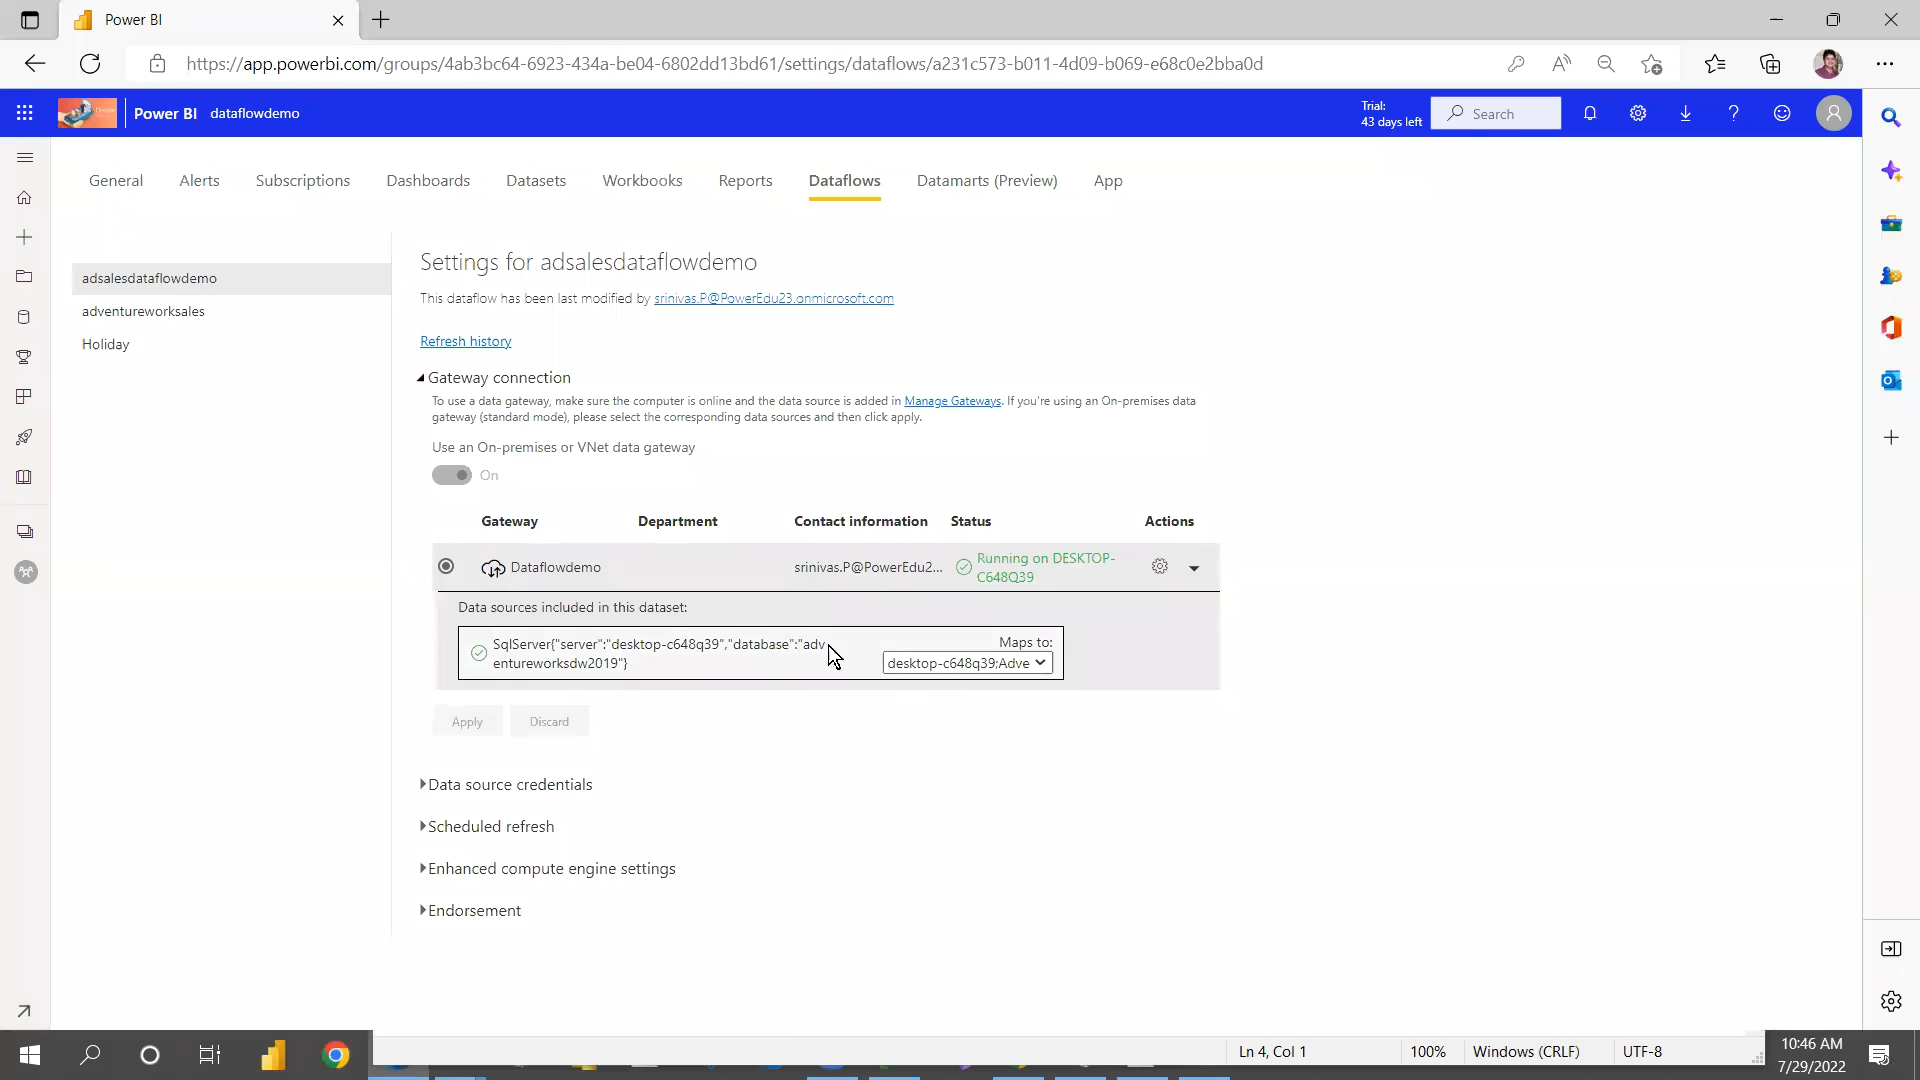 Power BI
https://app.powerbi.com/groups/4ab3bc64-6923-434a-be04-6802dd13bd61/settings/dataflows/a231c573-b011-4d09-b069-e68c0e2bba0d
Power BI dataflowdemo
Trial:
43 days left
Search
General Alerts Subscriptions Dashboards Datasets Workbooks Reports Dataflows Datamarts (Preview) App
adsalesdataflowdemo
adventureworksales
Holiday
Settings for adsalesdataflowdemo
This dataflow has been last modified by srinivas.P@PowerEdu23.onmicrosoft.com
Refresh history
Gateway connection
To use a data gateway, make sure the computer is online and the data source is added in Manage Gateways. If you're using an On-premises data
gateway (standard mode), please select the corresponding data sources and then click apply.
Use an On-premises or VNet data gateway
On
Gateway Department Contact information Status Actions
Dataflowdemo srinivas.P@PowerEdu2... Running on DESKTOP-
C648Q39
Data sources included in this dataset:
SqlServer{"server":"desktop-c648q39","database":"adv
entureworksdw2019"}
Maps to:
desktop-c648q39;Adve
Apply Discard
Data source credentials
Scheduled refresh
Enhanced compute engine settings
Endorsement
Ln 4, Col 1 100% Windows (CRLF) UTF-8
10:46 AM
7/29/2022